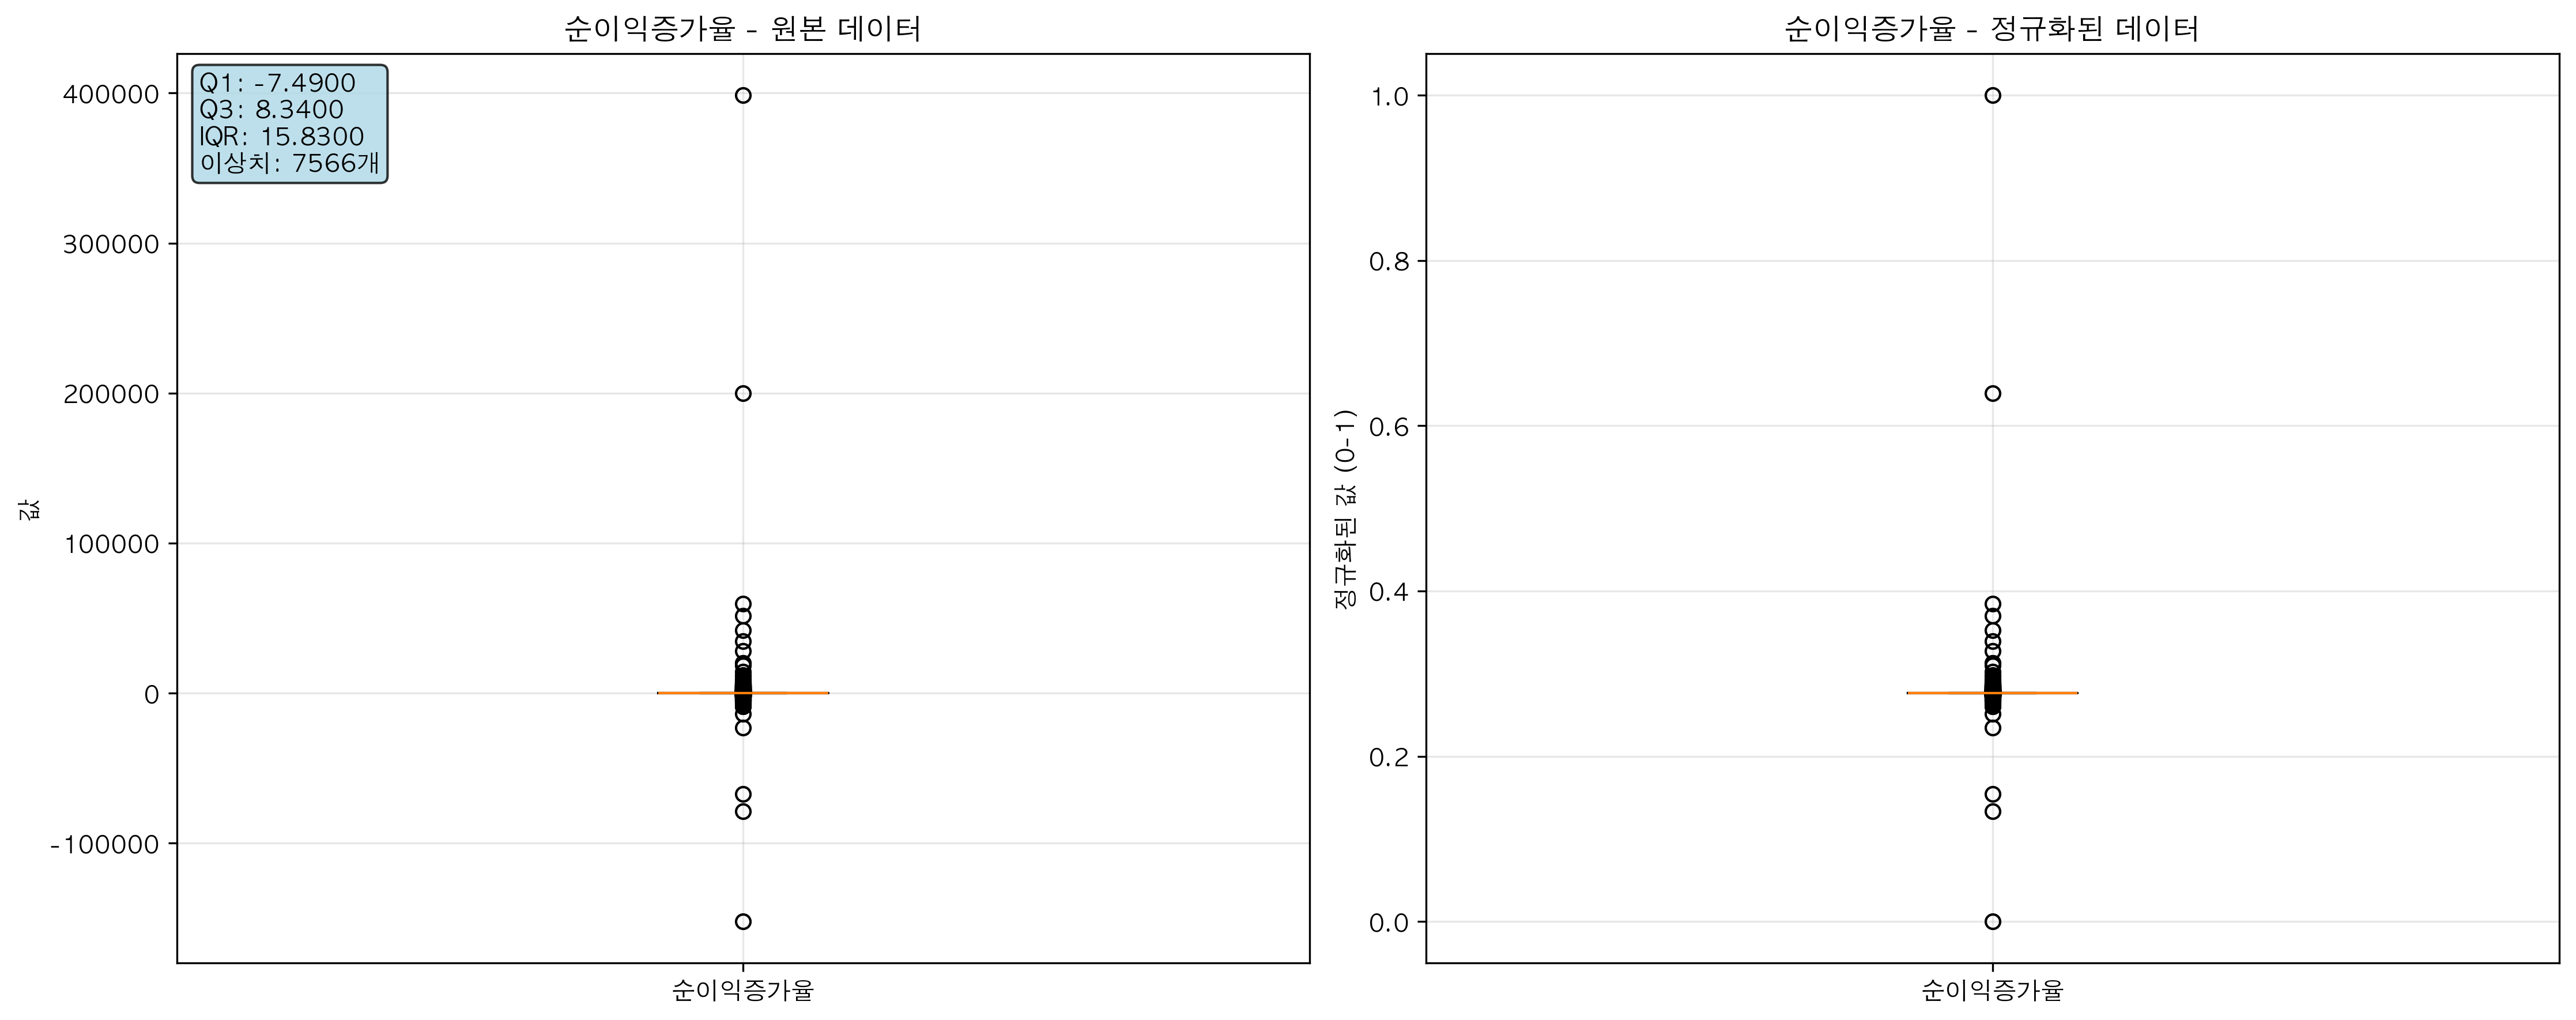 순이익증가율 - 원본 데이터
Q1: -7.4900
Q3: 8.3400
IQR: 15.8300
이상치: 7566개
400000
300000
200000
100000
0
-100000
값
순이익증가율
순이익증가율 - 정규화된 데이터
1.0
0.8
0.6
0.4
0.2
0.0
정규화된 값 (0-1)
순이익증가율